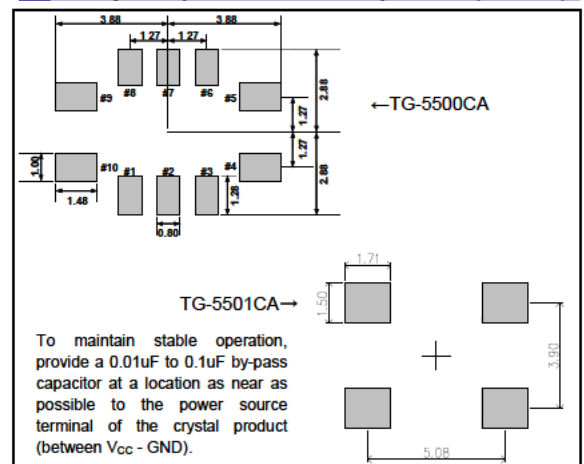 3.88 3.88
1.27 1.27
#8 #7 #6
#9 #5
1.27
2.88
←TG-5500CA
1.27
2.88
1.00
#10 #4
#1 #2 #3
1.48
1.28
0.80
1.71
TG-5501CA→
1.50
3.90
5.08
To maintain stable operation,
provide a 0.01uF to 0.1uF by-pass
capacitor at a location as near as
possible to the power source
terminal of the crystal product
(between VCC - GND).